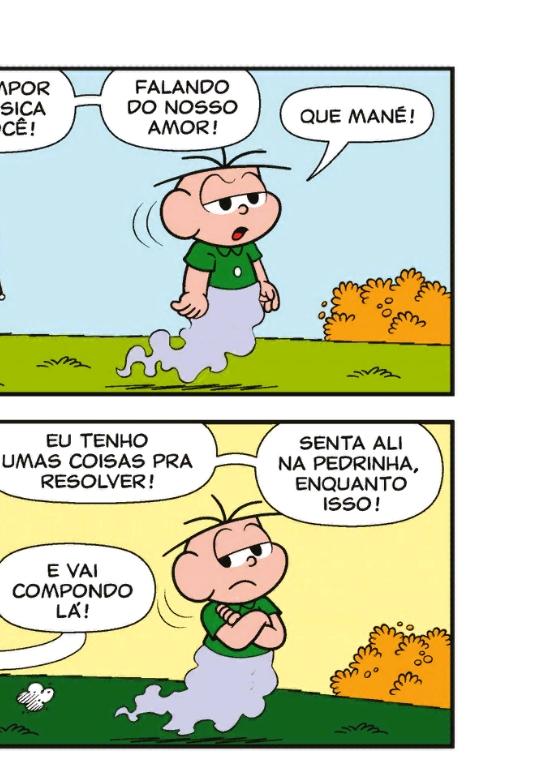 FALANDO
DO NOSSO
AMOR!
QUE MANÉ!
EU TENHO
UMAS COISAS PRA
RESOLVER!
SENTA ALI
NA PEDRINHA,
ENQUANTO
ISSO!
E VAI
COMPONDO
LÁ!